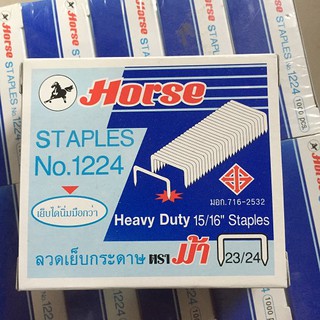 Horse
STAPLES
No.1224
เย็บได้นิ่มมือกว่า
มอก.716-2532
Heavy Duty 15/16" Staples
ลวดเย็บกระดาษ ตรา ม้า 23/24
Horse
STAPLES
1224
1000 pcs.